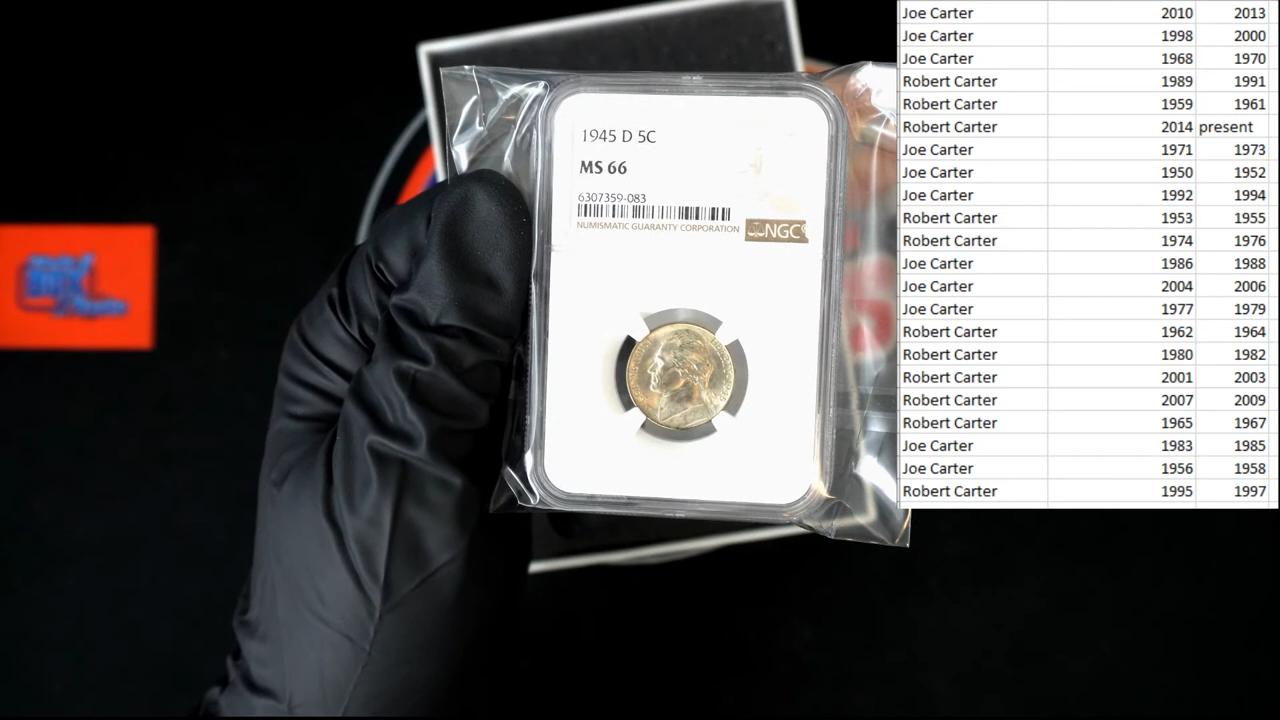 1945 D 5C
MS 66
6307359-083
NUMISMATIC GUARANTY CORPORATION NGC
Joe Carter 2010 2013
Joe Carter 1998 2000
Joe Carter 1968 1970
Robert Carter 1989 1991
Robert Carter 1959 1961
Robert Carter 2014 present
Joe Carter 1971 1973
Joe Carter 1950 1952
Joe Carter 1992 1994
Robert Carter 1953 1955
Robert Carter 1974 1976
Joe Carter 1986 1988
Joe Carter 2004 2006
Joe Carter 1977 1979
Robert Carter 1962 1964
Robert Carter 1980 1982
Robert Carter 2001 2003
Robert Carter 2007 2009
Robert Carter 1965 1967
Joe Carter 1983 1985
Joe Carter 1956 1958
Robert Carter 1995 1997